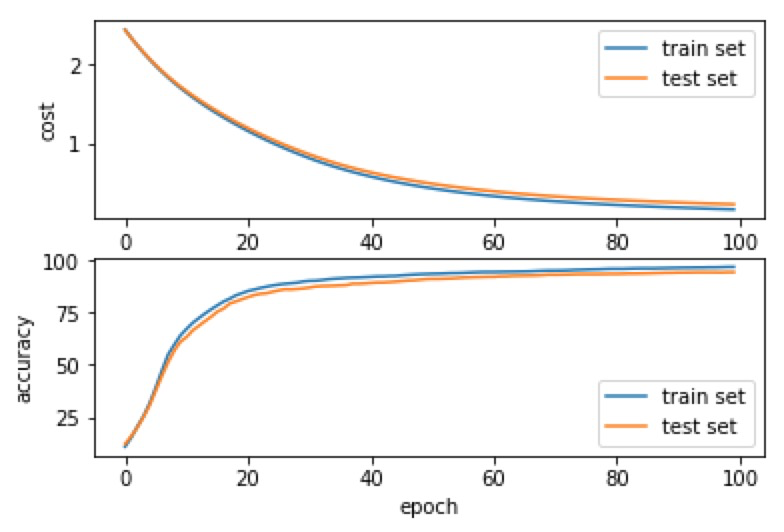 train set
test set
2
1
cost
0 20 40 60 80 100
100
75
50
25
accuracy
train set
test set
0 20 40 60 80 100
epoch